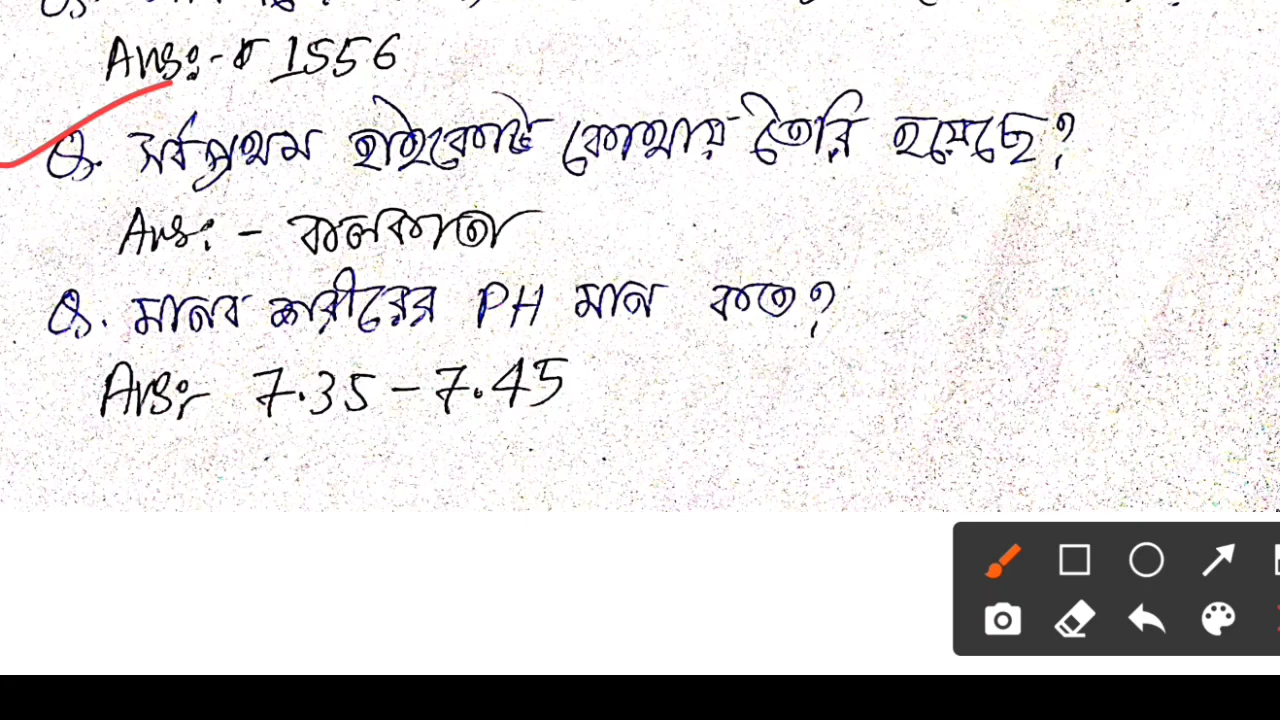 Ans:- 1556
Q. সর্বপ্রথম হাইকোর্ট কোথায় তৈরি হয়েছে?
Ans: - কলকাতা
Q. মানব শরীরের PH মান কত?
Ans:- 7.35 - 7.45